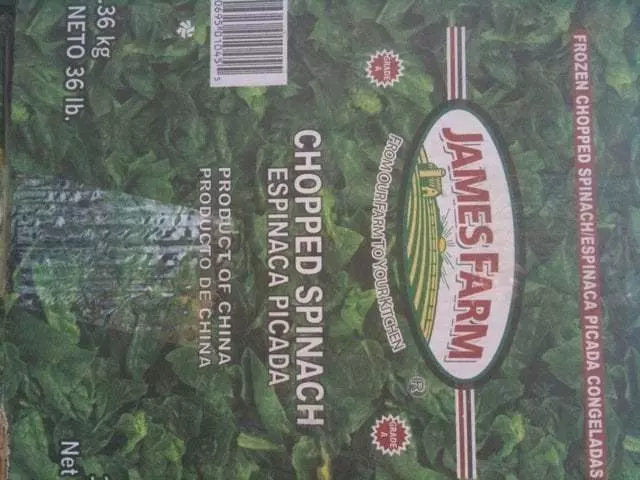 FROZEN CHOPPED SPINACH/ESPINACA PICADA CONGELADAS
JAMES FARM
®
FROM OUR FARM TO YOUR KITCHEN
GRADE A
GRADE A
CHOPPED SPINACH
ESPINACA PICADA
PRODUCT OF CHINA
PRODUCTO DE CHINA
.36 kg
NETO 36 lb.
Net